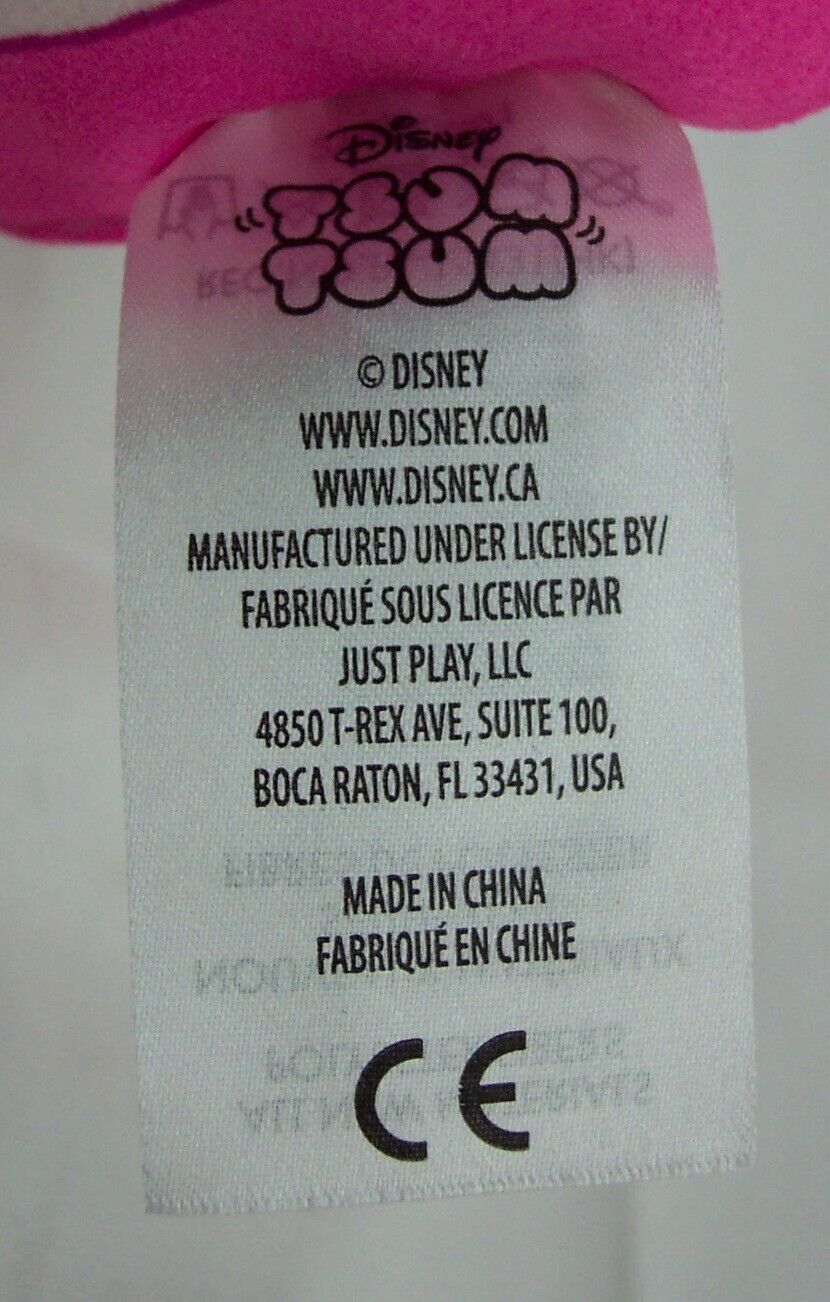 Disney
TSUM
TSUM
© DISNEY
WWW.DISNEY.COM
WWW.DISNEY.CA
MANUFACTURED UNDER LICENSE BY/
FABRIQUÉ SOUS LICENCE PAR
JUST PLAY, LLC
4850 T-REX AVE, SUITE 100,
BOCA RATON, FL 33431, USA
MADE IN CHINA
FABRIQUÉ EN CHINE
CE